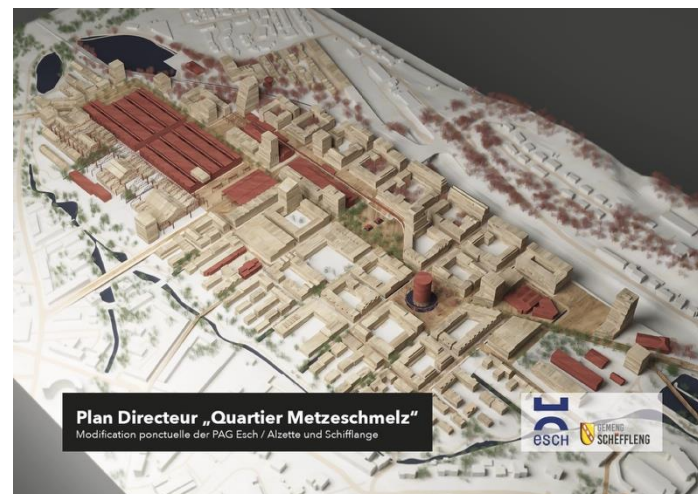 Plan Directeur „Quartier Metzeschmelz“
Modification ponctuelle der PAG Esch / Alzette und Schifflange
esch
GEMENG
SCHËFFLENG